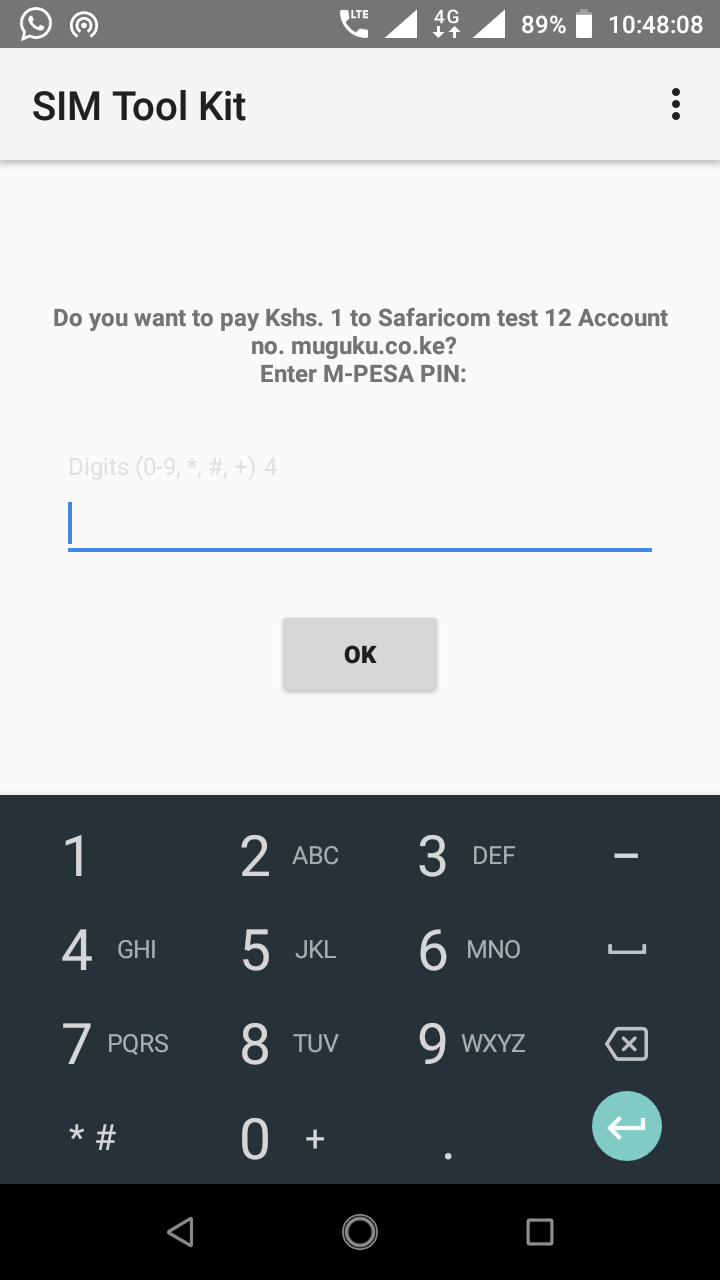 LTE 4G 89% 10:48:08
SIM Tool Kit
Do you want to pay Kshs. 1 to Safaricom test 12 Account
no. muguku.co.ke?
Enter M-PESA PIN:
Digits (0-9, *, #, +) 4
OK
1 2 ABC 3 DEF –
4 GHI 5 JKL 6 MNO
7 PQRS 8 TUV 9 WXYZ
* # 0 + .